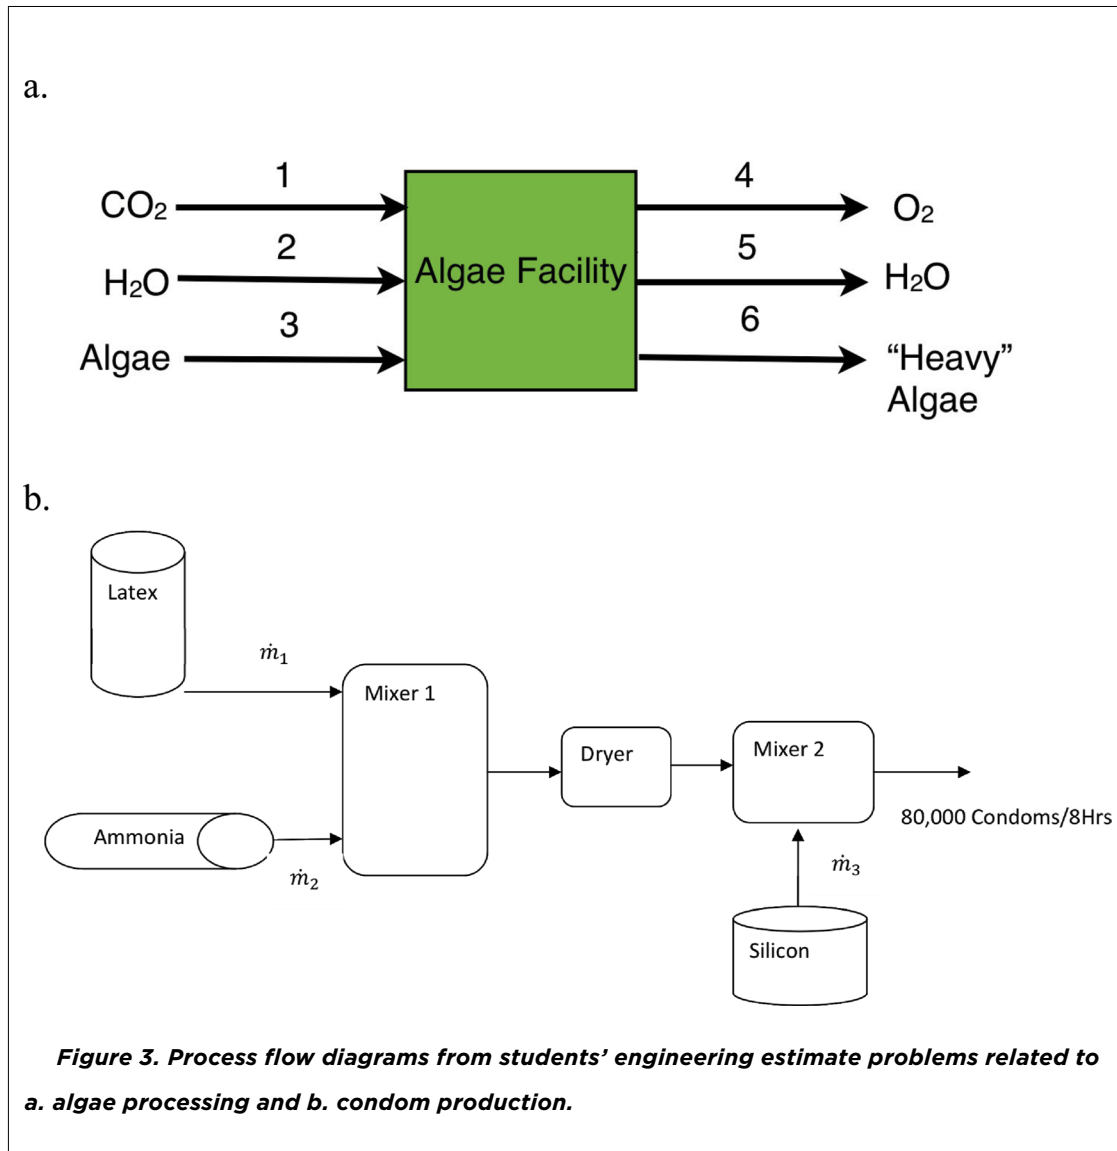 a.
1
4
CO₂
O₂
2
5
H₂O
Algae Facility
H₂O
3
6
Algae
“Heavy”
Algae
b.
Latex
ṁ₁
Mixer 1
Dryer
Mixer 2
80,000 Condoms/8Hrs
Ammonia
ṁ₂
ṁ₃
Silicon
Figure 3. Process flow diagrams from students’ engineering estimate problems related to
a. algae processing and b. condom production.